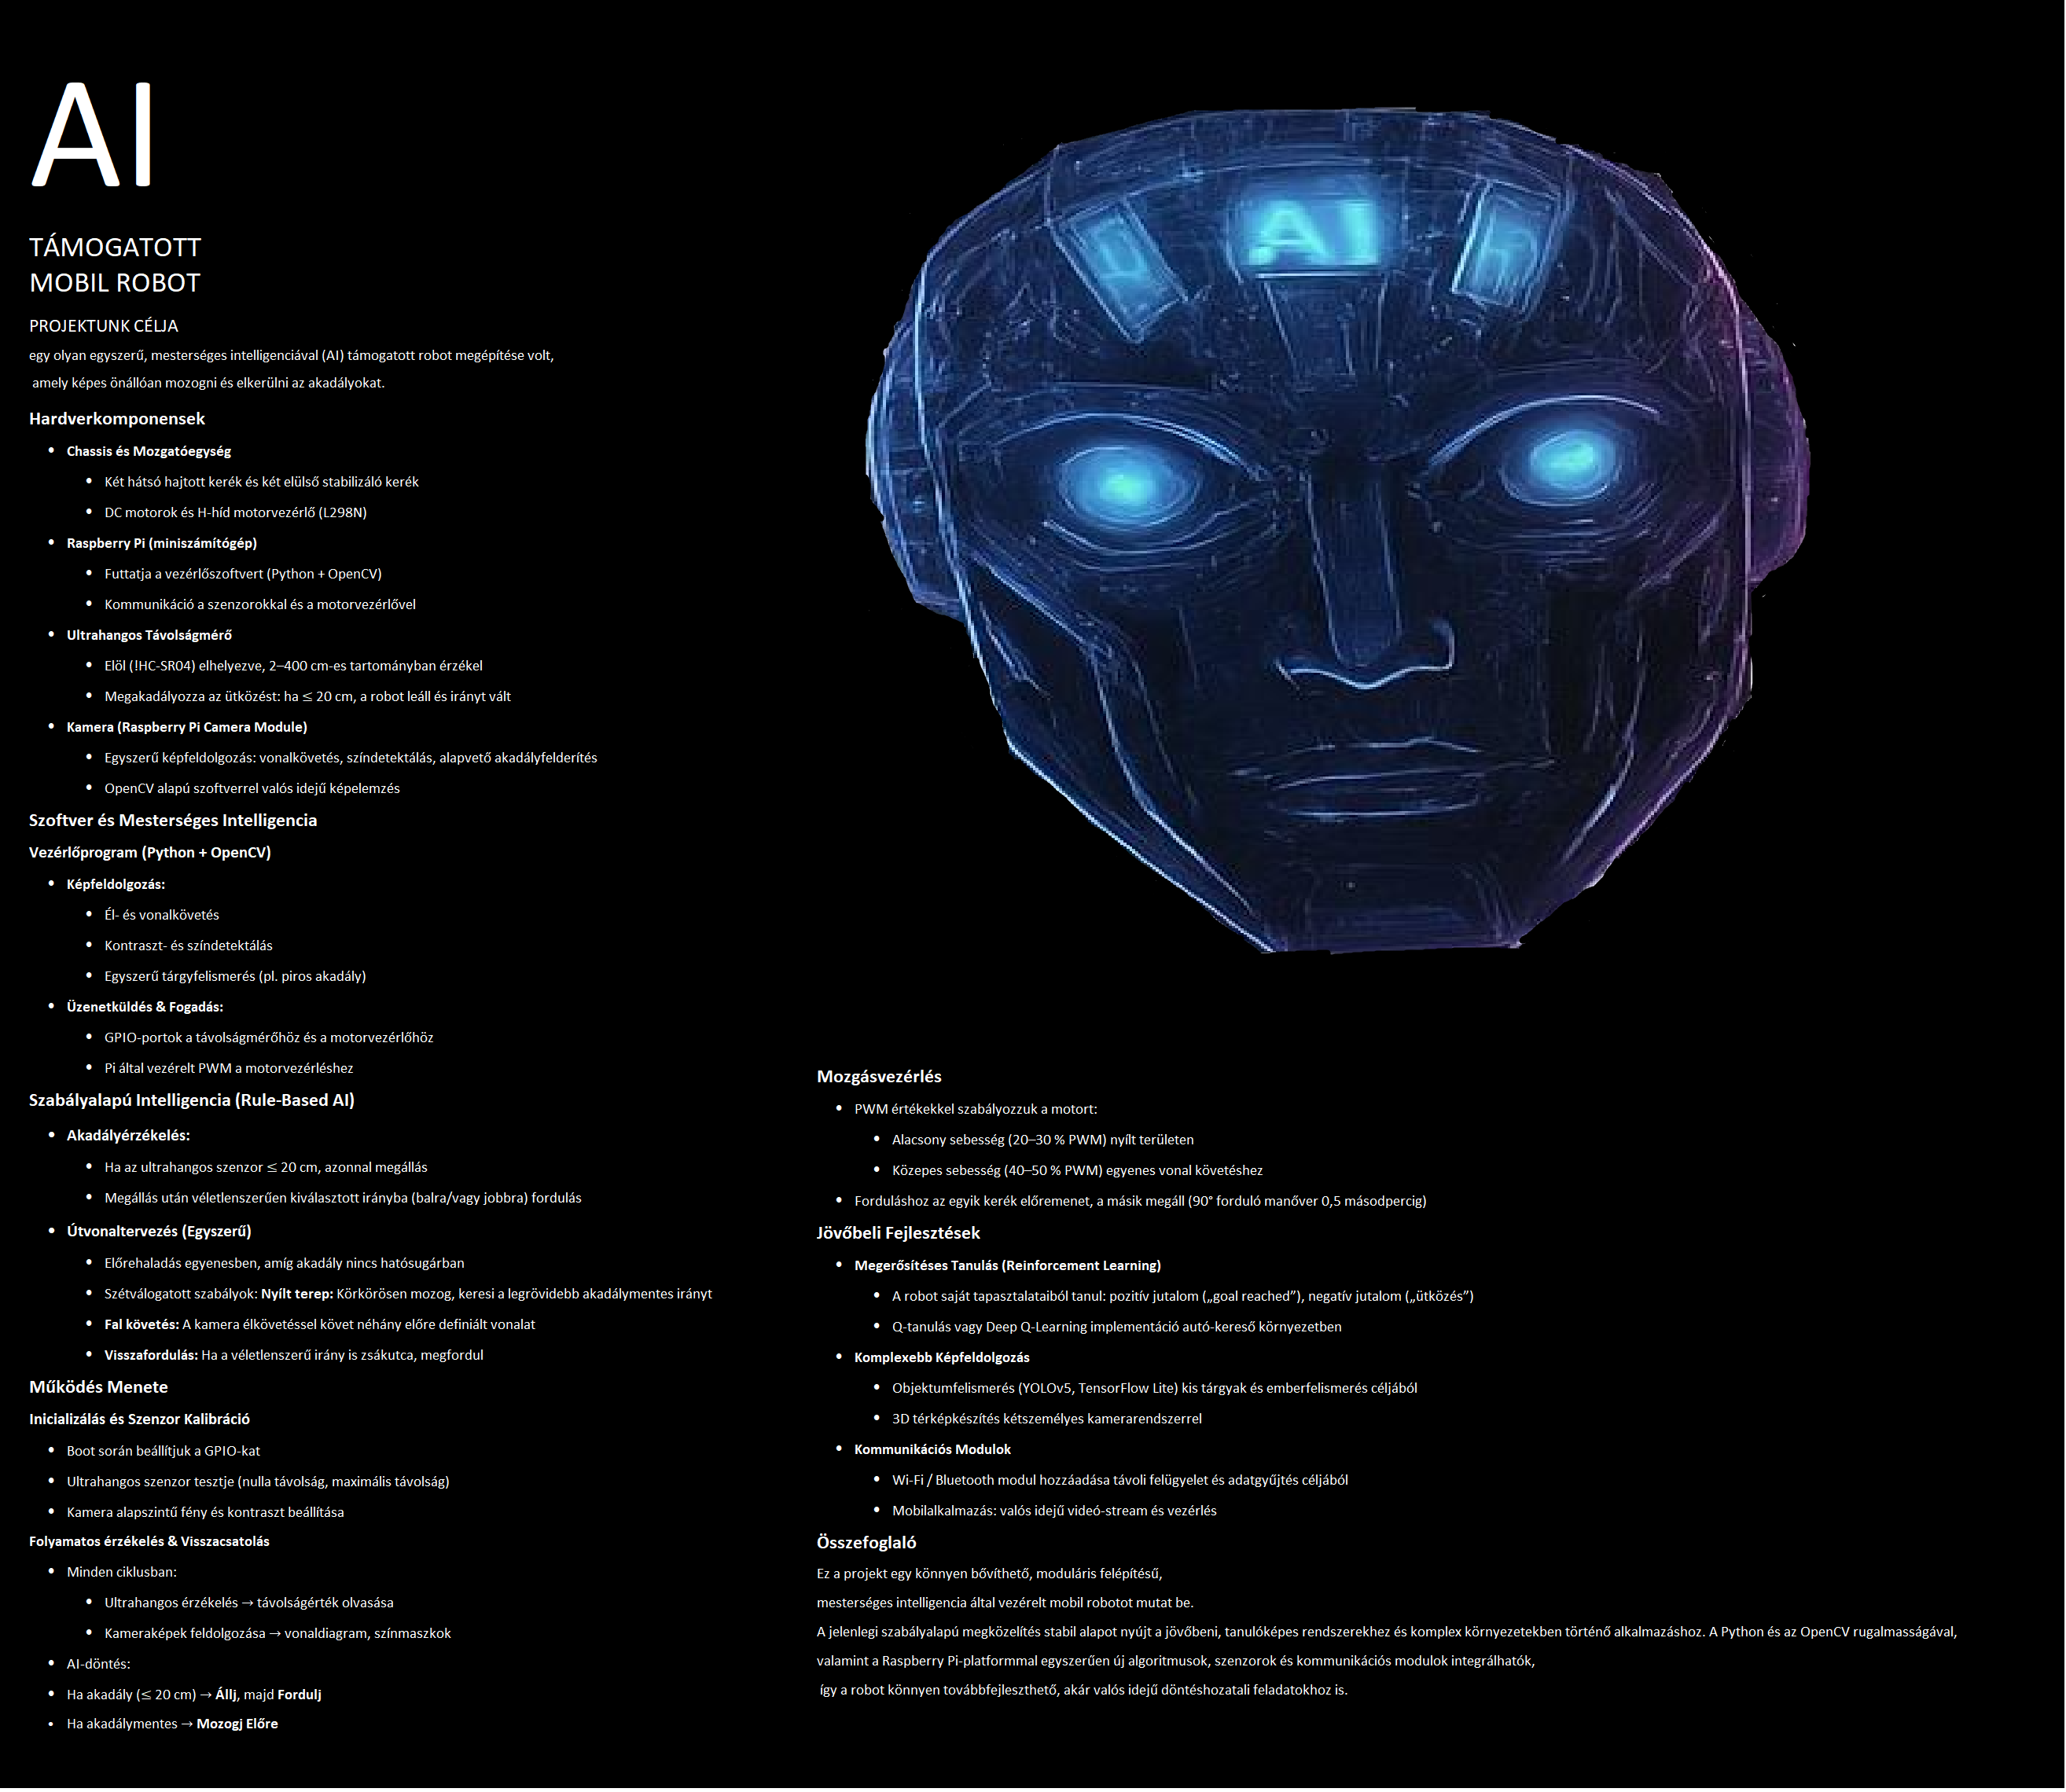 AI
TÁMOGATOTT
MOBIL ROBOT
PROJEKTUNK CÉLJA
egy olyan egyszerű, mesterséges intelligenciával (AI) támogatott robot megépítése volt,
amely képes önállóan mozogni és elkerülni az akadályokat.
Hardverkomponensek
• Chassis és Mozgatóegység
• Két hátsó hajtott kerék és két elülső stabilizáló kerék
• DC motorok és H-híd motorvezérlő (L298N)
• Raspberry Pi (miniszámítógép)
• Futtatja a vezérlőszoftvert (Python + OpenCV)
• Kommunikáció a szenzorokkal és a motorvezérlővel
• Ultrahangos Távolságmérő
• Elöl (!HC-SR04) elhelyezve, 2–400 cm-es tartományban érzékel
• Megakadályozza az ütközést: ha ≤ 20 cm, a robot leáll és irányt vált
• Kamera (Raspberry Pi Camera Module)
• Egyszerű képfeldolgozás: vonalkövetés, színdetektálás, alapvető akadályfelderítés
• OpenCV alapú szoftverrel valós idejű képelemzés
Szoftver és Mesterséges Intelligencia
Vezérlőprogram (Python + OpenCV)
• Képfeldolgozás:
• Él- és vonalkövetés
• Kontraszt- és színdetektálás
• Egyszerű tárgyfelismerés (pl. piros akadály)
• Üzenetküldés & Fogadás:
• GPIO-portok a távolságmérőhöz és a motorvezérlőhöz
• Pi által vezérelt PWM a motorvezérléshez
Szabályalapú Intelligencia (Rule-Based AI)
• Akadályérzékelés:
• Ha az ultrahangos szenzor ≤ 20 cm, azonnal megállás
• Megállás után véletlenszerűen kiválasztott irányba (balra/vagy jobbra) fordulás
• Útvonaltervezés (Egyszerű)
• Előrehaladás egyenesben, amíg akadály nincs hatósugárban
• Szétválogatott szabályok: Nyílt terep: Körkörösen mozog, keresi a legrövidebb akadálymentes irányt
• Fal követés: A kamera élkövetéssel követ néhány előre definiált vonalat
• Visszafordulás: Ha a véletlenszerű irány is zsákutca, megfordul
Működés Menete
Inicializálás és Szenzor Kalibráció
• Boot során beállítjuk a GPIO-kat
• Ultrahangos szenzor tesztje (nulla távolság, maximális távolság)
• Kamera alapszintű fény és kontraszt beállítása
Folyamatos érzékelés & Visszacsatolás
• Minden ciklusban:
• Ultrahangos érzékelés → távolságérték olvasása
• Kameraképek feldolgozása → vonaldiagram, színmaszkok
• AI-döntés:
• Ha akadály (≤ 20 cm) → Állj, majd Fordulj
• Ha akadálymentes → Mozogj Előre
AI
Mozgásvezérlés
• PWM értékekkel szabályozzuk a motort:
• Alacsony sebesség (20–30 % PWM) nyílt területen
• Közepes sebesség (40–50 % PWM) egyenes vonal követéshez
• Forduláshoz az egyik kerék előremenet, a másik megáll (90° forduló manőver 0,5 másodpercig)
Jövőbeli Fejlesztések
• Megerősítéses Tanulás (Reinforcement Learning)
• A robot saját tapasztalataiból tanul: pozitív jutalom („goal reached”), negatív jutalom („ütközés”)
• Q-tanulás vagy Deep Q-Learning implementáció autó-kereső környezetben
• Komplexebb Képfeldolgozás
• Objektumfelismerés (YOLOv5, TensorFlow Lite) kis tárgyak és emberfelismerés céljából
• 3D térképkészítés kétszemélyes kamerarendszerrel
• Kommunikációs Modulok
• Wi-Fi / Bluetooth modul hozzáadása távoli felügyelet és adatgyűjtés céljából
• Mobilalkalmazás: valós idejű videó-stream és vezérlés
Összefoglaló
Ez a projekt egy könnyen bővíthető, moduláris felépítésű,
mesterséges intelligencia által vezérelt mobil robotot mutat be.
A jelenlegi szabályalapú megközelítés stabil alapot nyújt a jövőbeni, tanulóképes rendszerekhez és komplex környezetekben történő alkalmazáshoz. A Python és az OpenCV rugalmasságával,
valamint a Raspberry Pi-platformmal egyszerűen új algoritmusok, szenzorok és kommunikációs modulok integrálhatók,
így a robot könnyen továbbfejleszthető, akár valós idejű döntéshozatali feladatokhoz is.